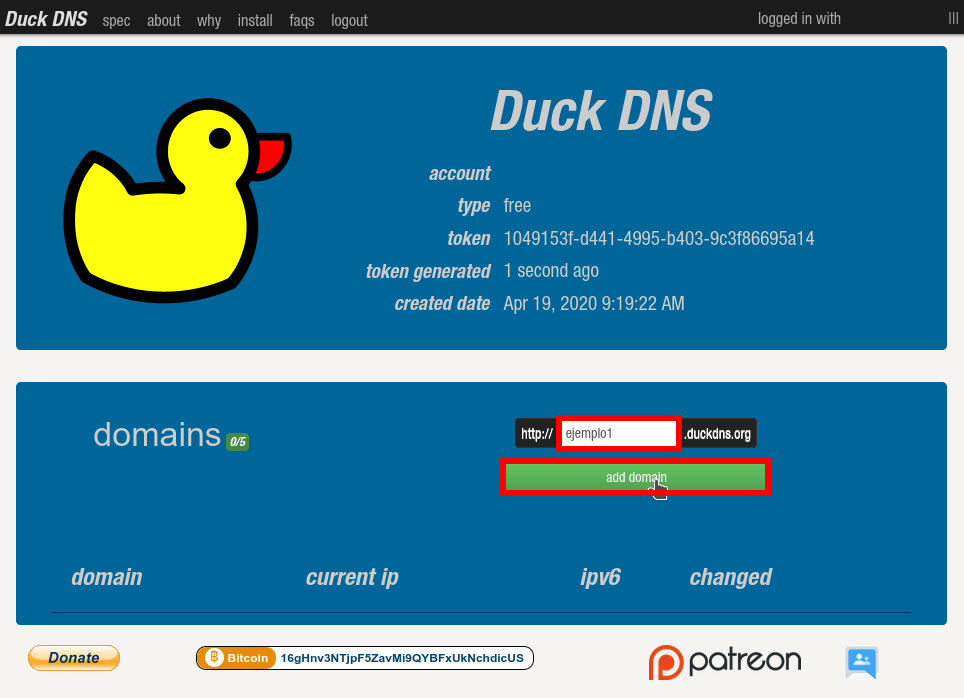 Duck DNS spec about why install faqs logout logged in with
Duck DNS
account
type free
token 1049153f-d441-4995-b403-9c3f86695a14
token generated 1 second ago
created date Apr 19, 2020 9:19:22 AM
domains 0/5
http:// ejemplo1 .duckdns.org
add domain
domain current ip ipv6 changed
Donate Bitcoin 16gHnv3NTjpF5ZavMi9QYBFxUkNchdicUS patreon